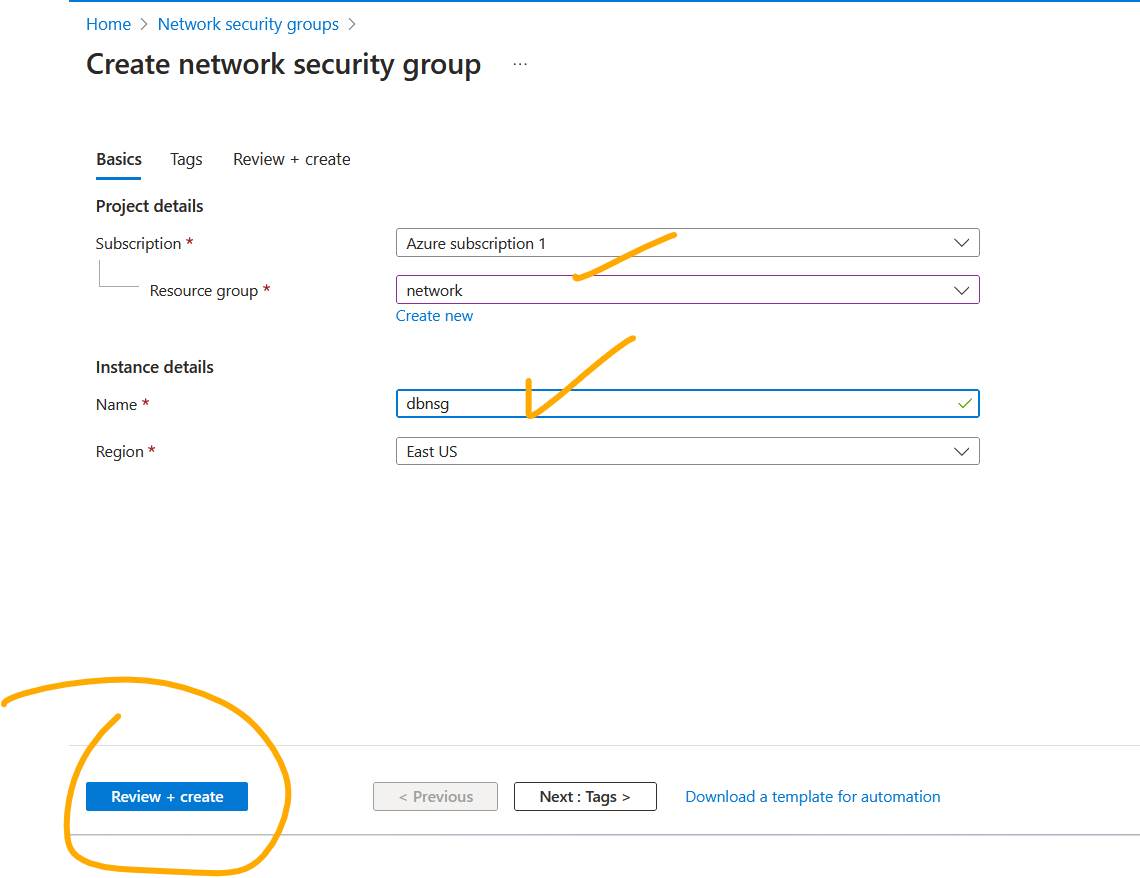 Home > Network security groups >
Create network security group ...
Basics Tags Review + create
Project details
Subscription * Azure subscription 1
Resource group * network
Create new
Instance details
Name * dbnsg
Region * East US
Review + create < Previous Next : Tags > Download a template for automation